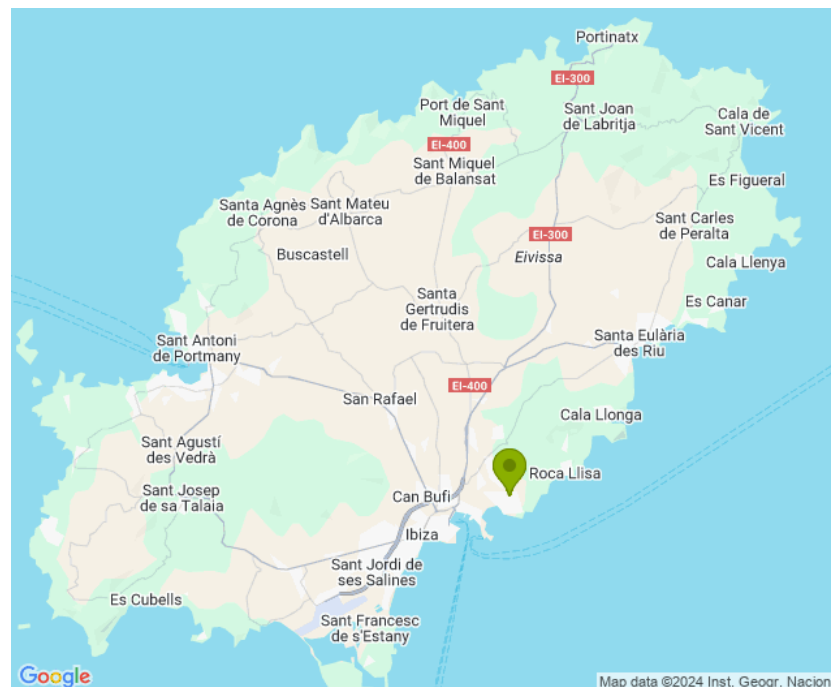 Portinatx
EI-300
Port de Sant
Miquel
Sant Joan
de Labritja
Cala de
Sant Vicent
EI-400
Sant Miquel
de Balansat
Es Figueral
Santa Agnès
de Corona
Sant Mateu
d'Albarca
Sant Carles
de Peralta
EI-300
Buscastell
Eivissa
Cala Llenya
Santa
Gertrudis
de Fruitera
Es Canar
Sant Antoni
de Portmany
Santa Eulària
des Riu
EI-400
San Rafael
Cala Llonga
Sant Agustí
des Vedrà
Roca Llisa
Sant Josep
de sa Talaia
Can Bufi
Ibiza
Sant Jordi de
ses Salines
Es Cubells
Sant Francesc
de s'Estany
Google
Map data ©2024 Inst. Geogr. Nacion